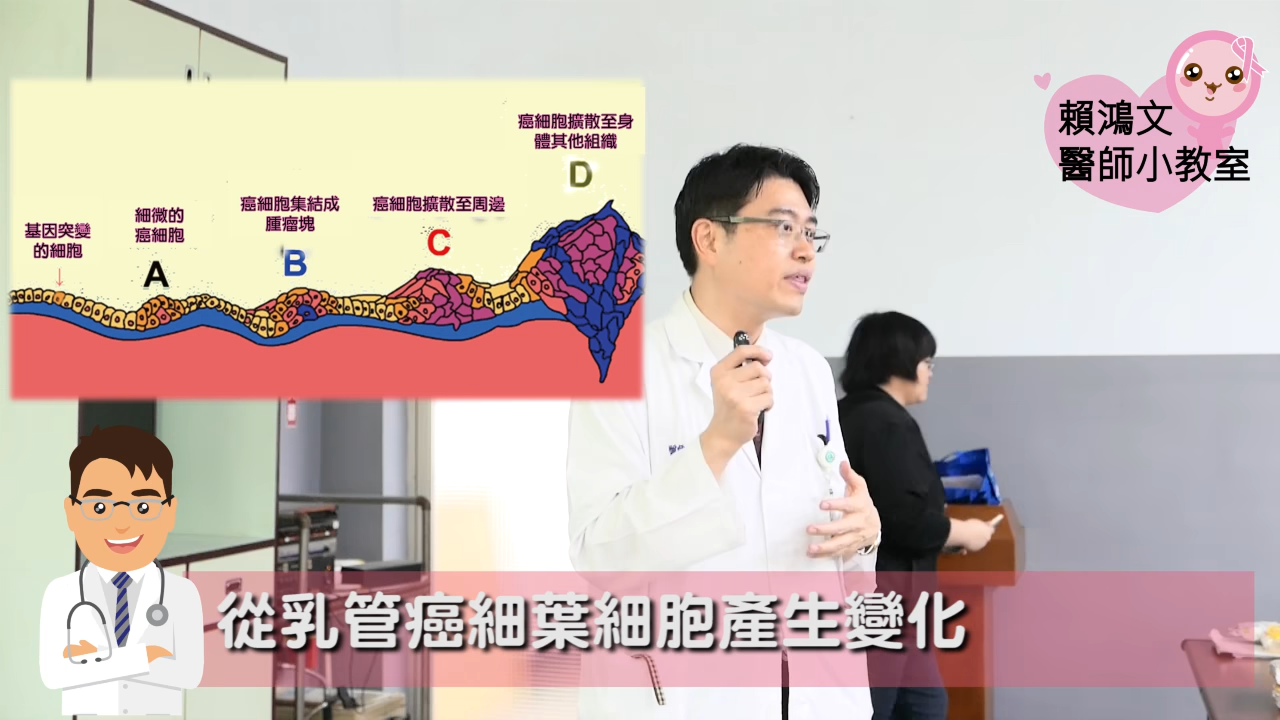 賴鴻文
醫師小教室
癌細胞擴散至身
體其他組織
D
癌細胞集結成
腫瘤塊
B
癌細胞擴散至周邊
C
細微的
癌細胞
A
基因突變
的細胞
從乳管癌細葉細胞產生變化